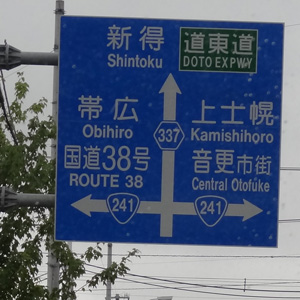 新得
Shintoku
道東道
DOTO EXPWY
帯広
Obihiro
国道38号
ROUTE 38
337
上士幌
Kamishihoro
音更市街
Central Otofuke
241
241